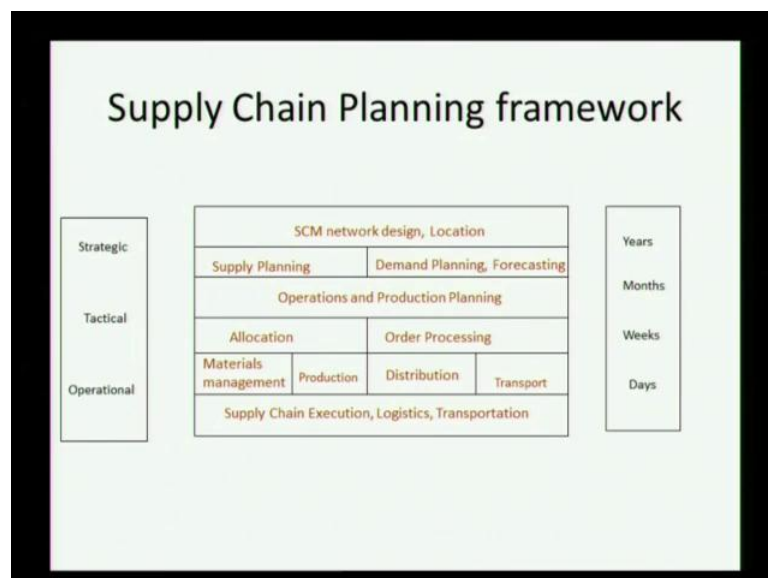 Supply Chain Planning framework
Strategic
Tactical
Operational
SCM network design, Location
Supply Planning
Demand Planning, Forecasting
Operations and Production Planning
Allocation
Order Processing
Materials
management
Production
Distribution
Transport
Supply Chain Execution, Logistics, Transportation
Years
Months
Weeks
Days